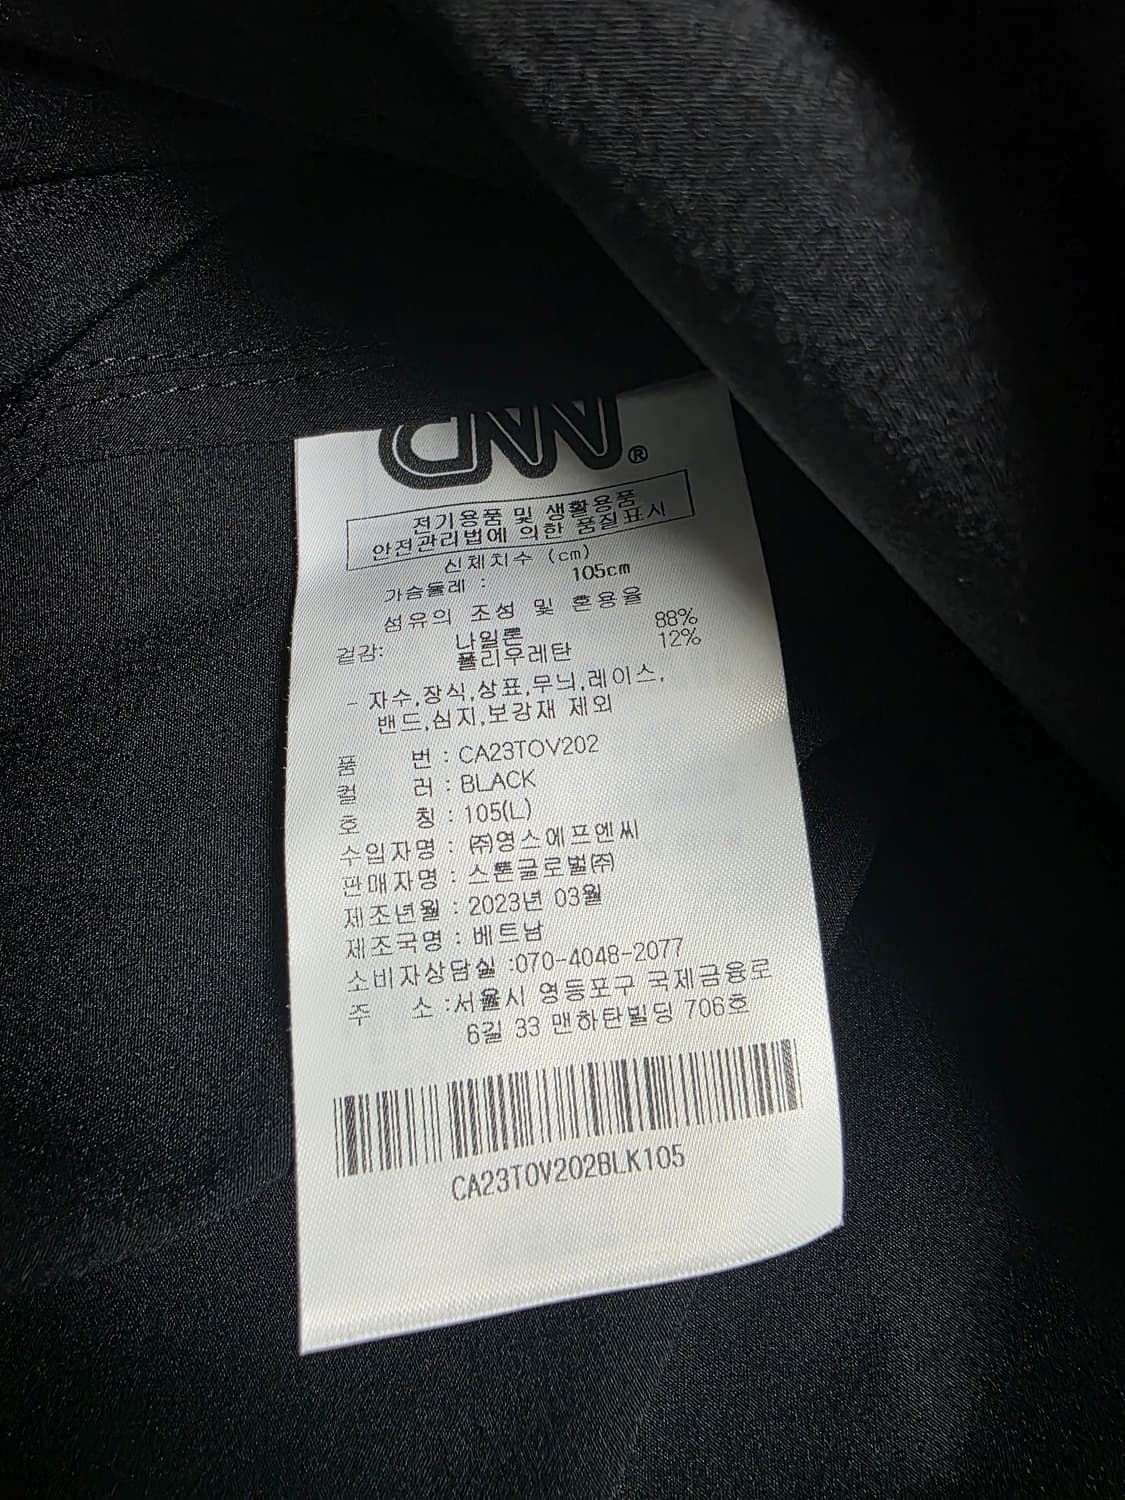 CNN®
전기용품 및 생활용품
안전관리법에 의한 품질표시
신체치수 (cm)
가슴둘레 : 105cm
섬유의 조성 및 혼용율
겉감: 나일론 88%
폴리우레탄 12%
- 자수,장식,상표,무늬,레이스,
밴드,심지,보강재 제외
품 번 : CA23TOV202
컬 러 : BLACK
호 칭 : 105(L)
수입자명 : ㈜영스에프엔씨
판매자명 : 스톤글로벌㈜
제조년월 : 2023년 03월
제조국명 : 베트남
소비자상담실 :070-4048-2077
주 소 :서울시 영등포구 국제금융로
6길 33 맨하탄빌딩 706호
CA23TOV202BLK105